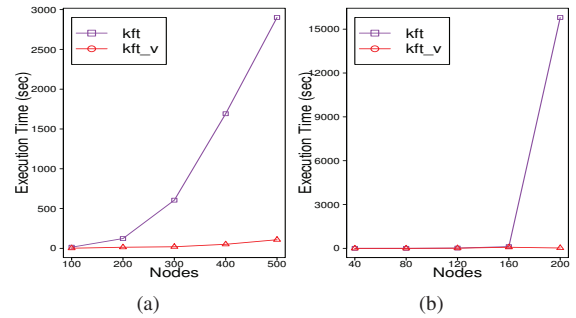 3000
2500
2000
1500
1000
500
0
Execution Time (sec)
kft
kft_v
100 200 300 400 500
Nodes
(a)
15000
12000
9000
6000
3000
0
Execution Time (sec)
kft
kft_v
40 80 120 160 200
Nodes
(b)